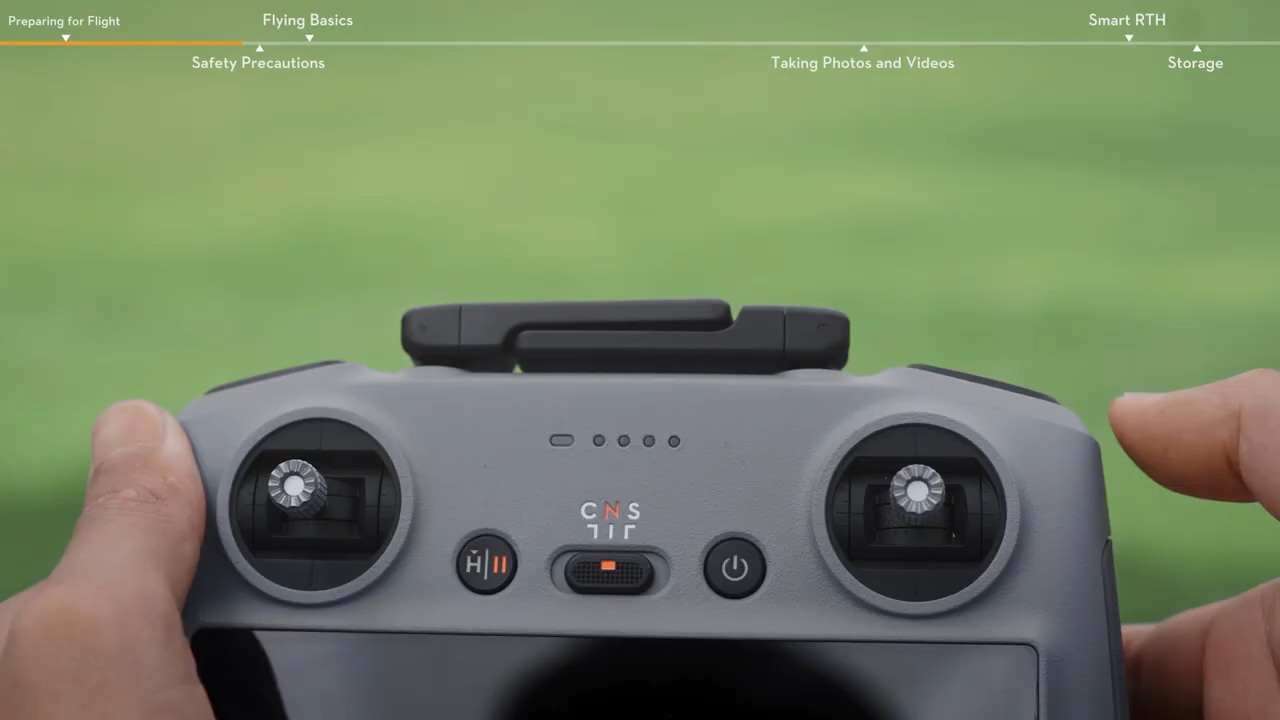 Preparing for Flight
Flying Basics
Smart RTH
Safety Precautions
Taking Photos and Videos
Storage
C N S
H